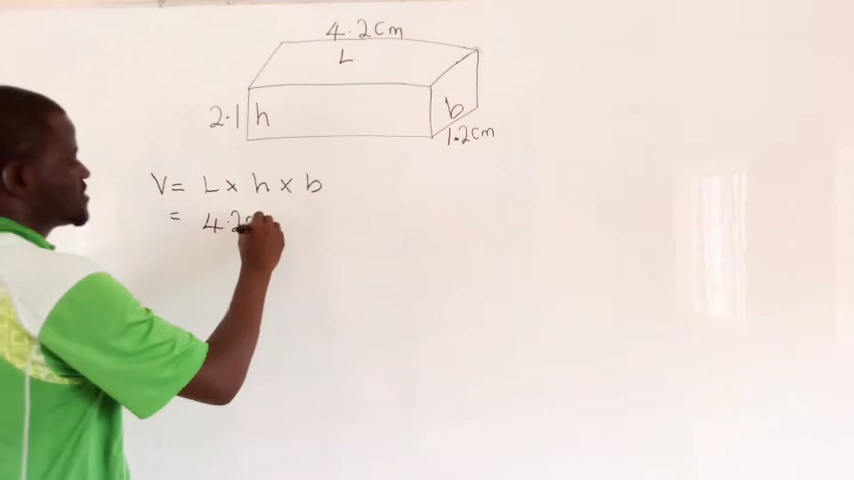 4.2cm
L
2.1 h
b
1.2cm
V= L x h x b
= 4.2